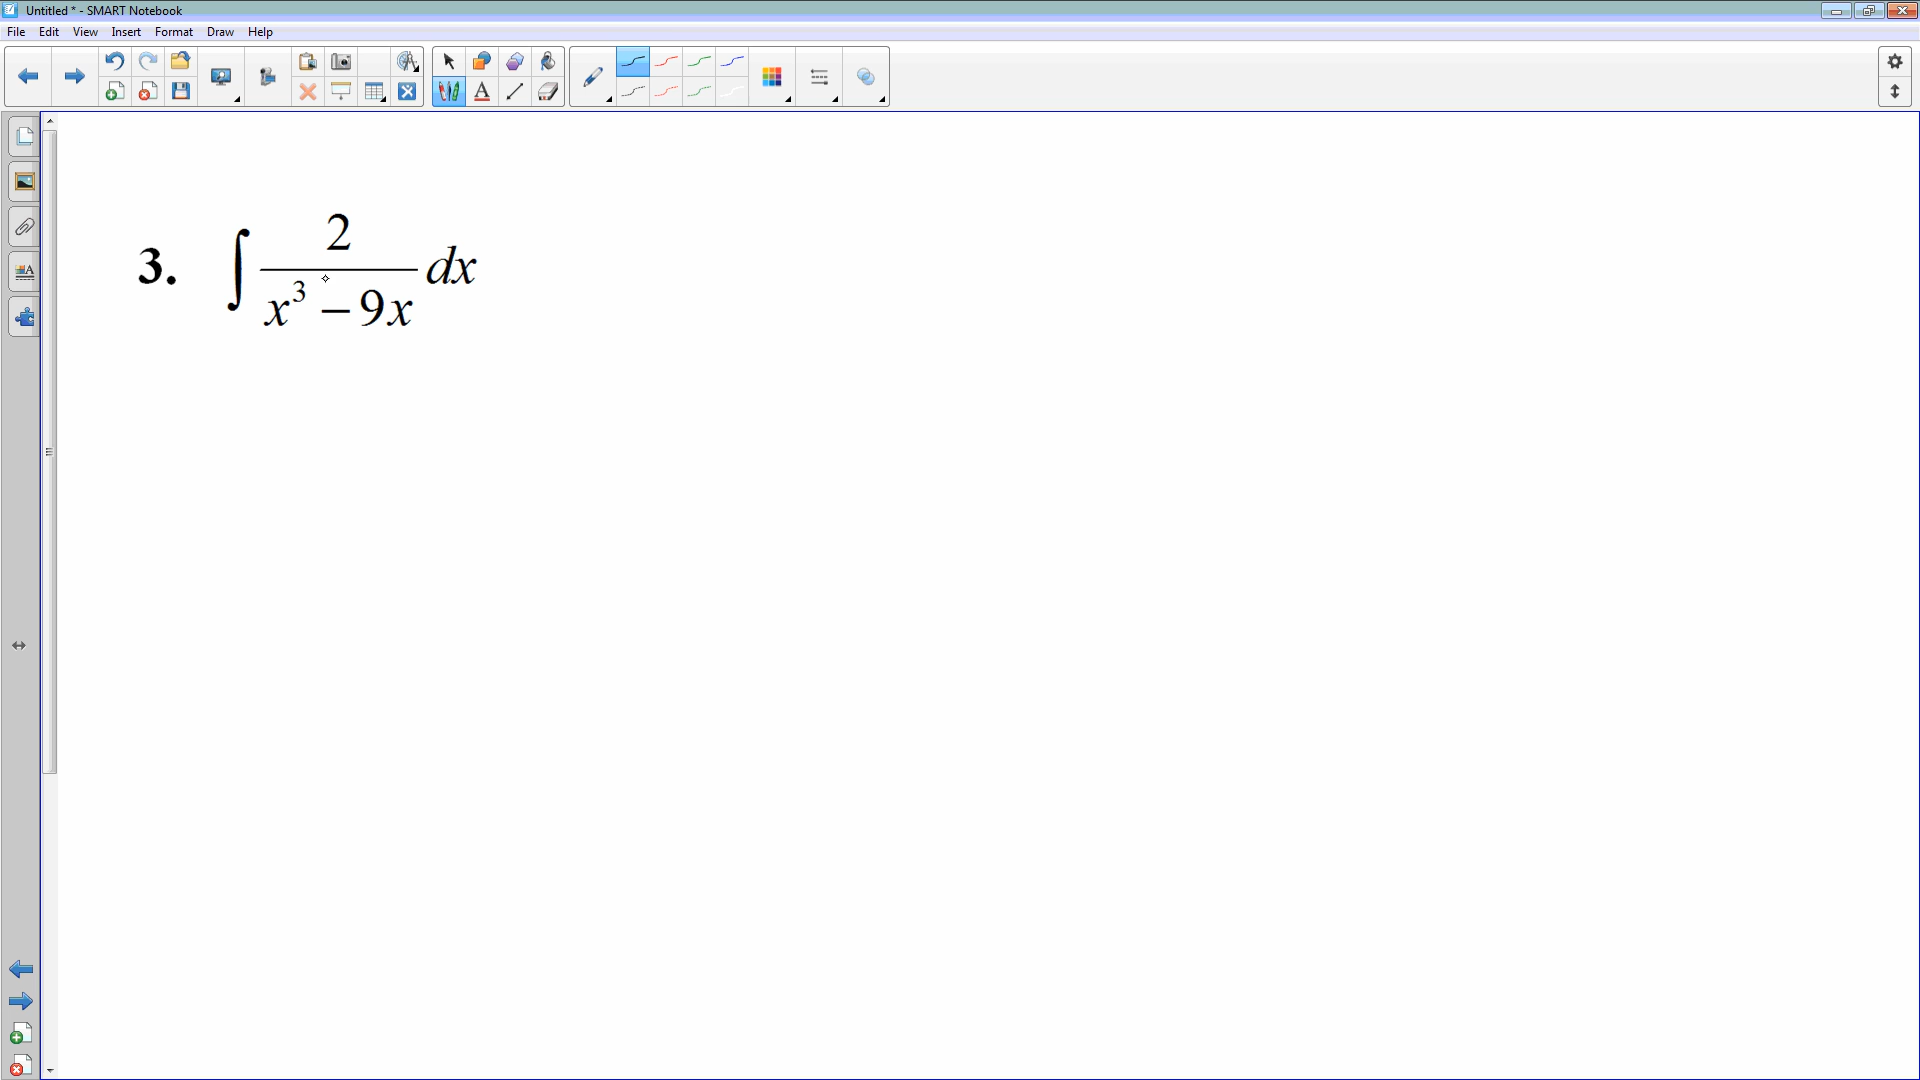 Untitled * - SMART Notebook
File Edit View Insert Format Draw Help
3. ∫ 2/(x³ − 9x) dx